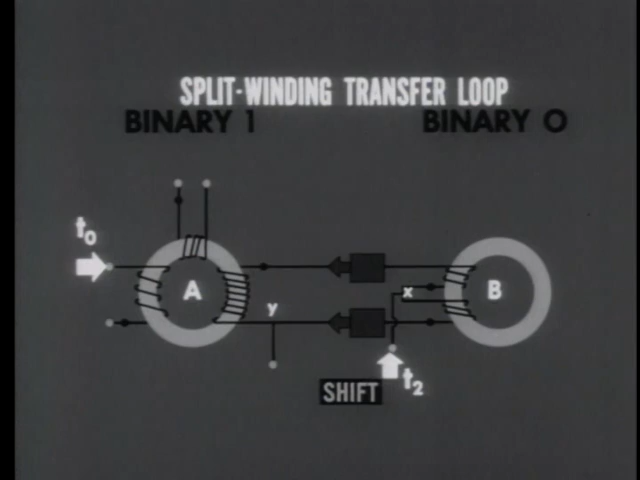 SPLIT-WINDING TRANSFER LOOP
BINARY 1 BINARY 0
t0
A
B
x
y
SHIFT
t2